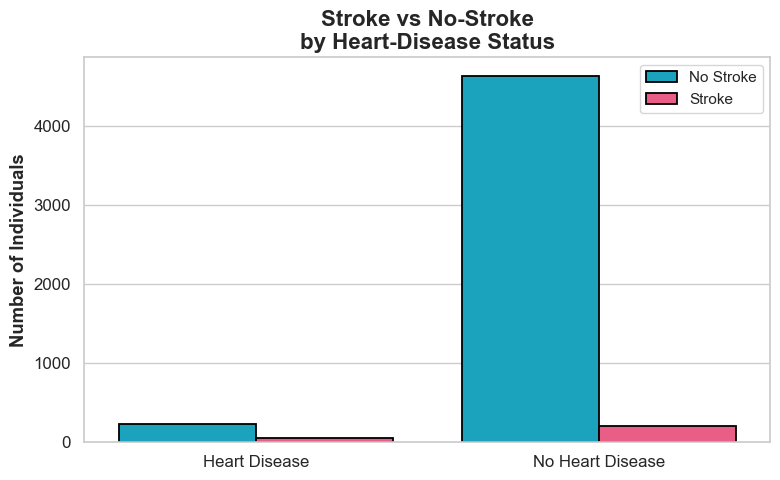 Stroke vs No-Stroke
by Heart-Disease Status
No Stroke
Stroke
Number of Individuals
4000
3000
2000
1000
0
Heart Disease
No Heart Disease